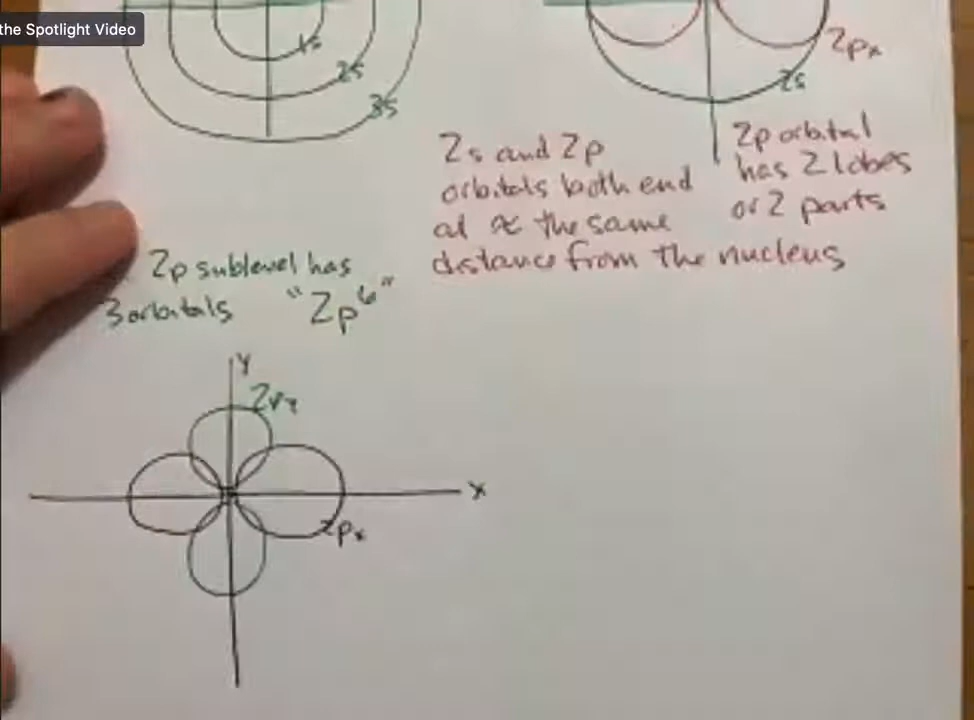 the Spotlight Video
1s
2s
3s
2px
2s
2s and 2p
orbitals both end
at ≈ the same
distance from the nucleus
2p orbital
has 2 lobes
or 2 parts
2p sublevel has
3 orbitals "2p⁶"
Y
2py
X
2px